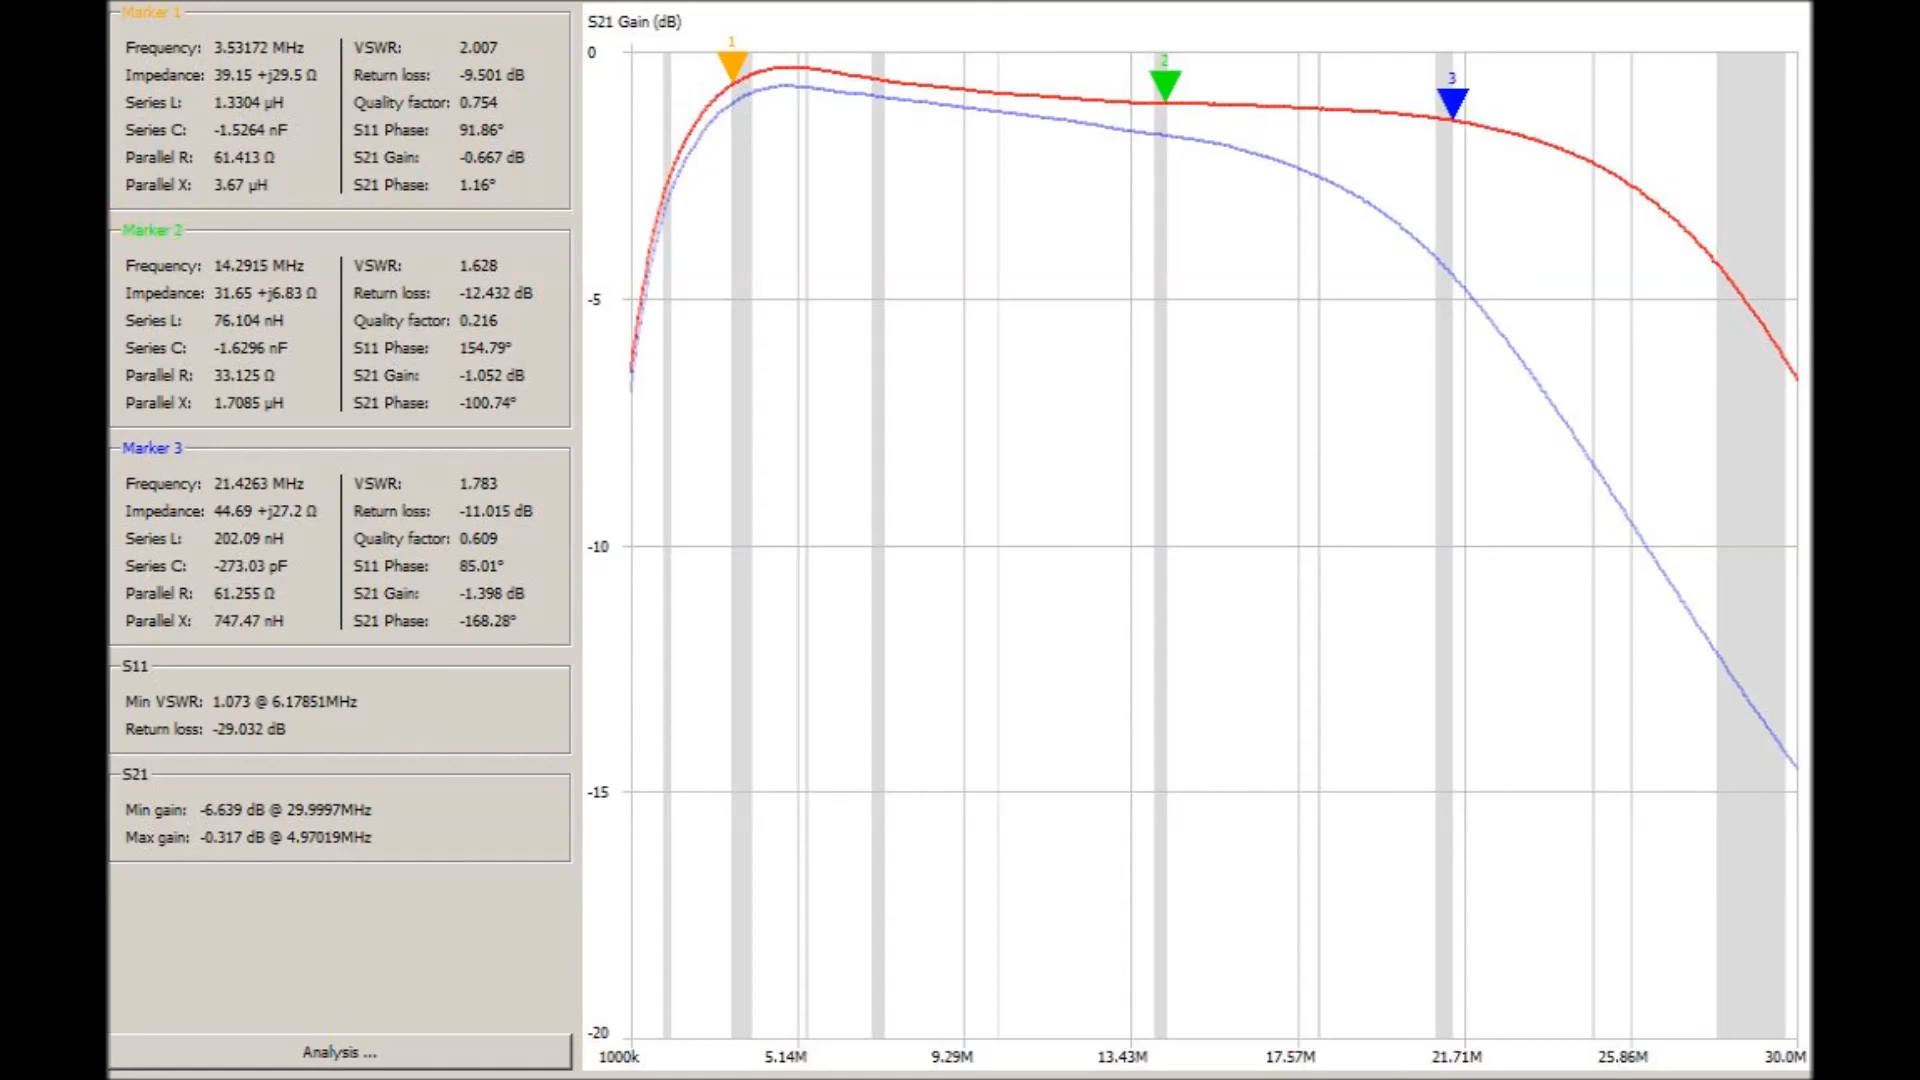 Marker 1
Frequency: 3.53172 MHz
Impedance: 39.15 +j29.5 Ω
Series L: 1.3304 µH
Series C: -1.5264 nF
Parallel R: 61.413 Ω
Parallel X: 3.67 µH
VSWR: 2.007
Return loss: -9.501 dB
Quality factor: 0.754
S11 Phase: 91.86°
S21 Gain: -0.667 dB
S21 Phase: 1.16°
Marker 2
Frequency: 14.2915 MHz
Impedance: 31.65 +j6.83 Ω
Series L: 76.104 nH
Series C: -1.6296 nF
Parallel R: 33.125 Ω
Parallel X: 1.7085 µH
VSWR: 1.628
Return loss: -12.432 dB
Quality factor: 0.216
S11 Phase: 154.79°
S21 Gain: -1.052 dB
S21 Phase: -100.74°
Marker 3
Frequency: 21.4263 MHz
Impedance: 44.69 +j27.2 Ω
Series L: 202.09 nH
Series C: -273.03 pF
Parallel R: 61.255 Ω
Parallel X: 747.47 nH
VSWR: 1.783
Return loss: -11.015 dB
Quality factor: 0.609
S11 Phase: 85.01°
S21 Gain: -1.398 dB
S21 Phase: -168.28°
S11
Min VSWR: 1.073 @ 6.17851MHz
Return loss: -29.032 dB
S21
Min gain: -6.639 dB @ 29.9997MHz
Max gain: -0.317 dB @ 4.97019MHz
Analysis ...
S21 Gain (dB)
1
2
3
0
-5
-10
-15
-20
1000k 5.14M 9.29M 13.43M 17.57M 21.71M 25.86M 30.0M